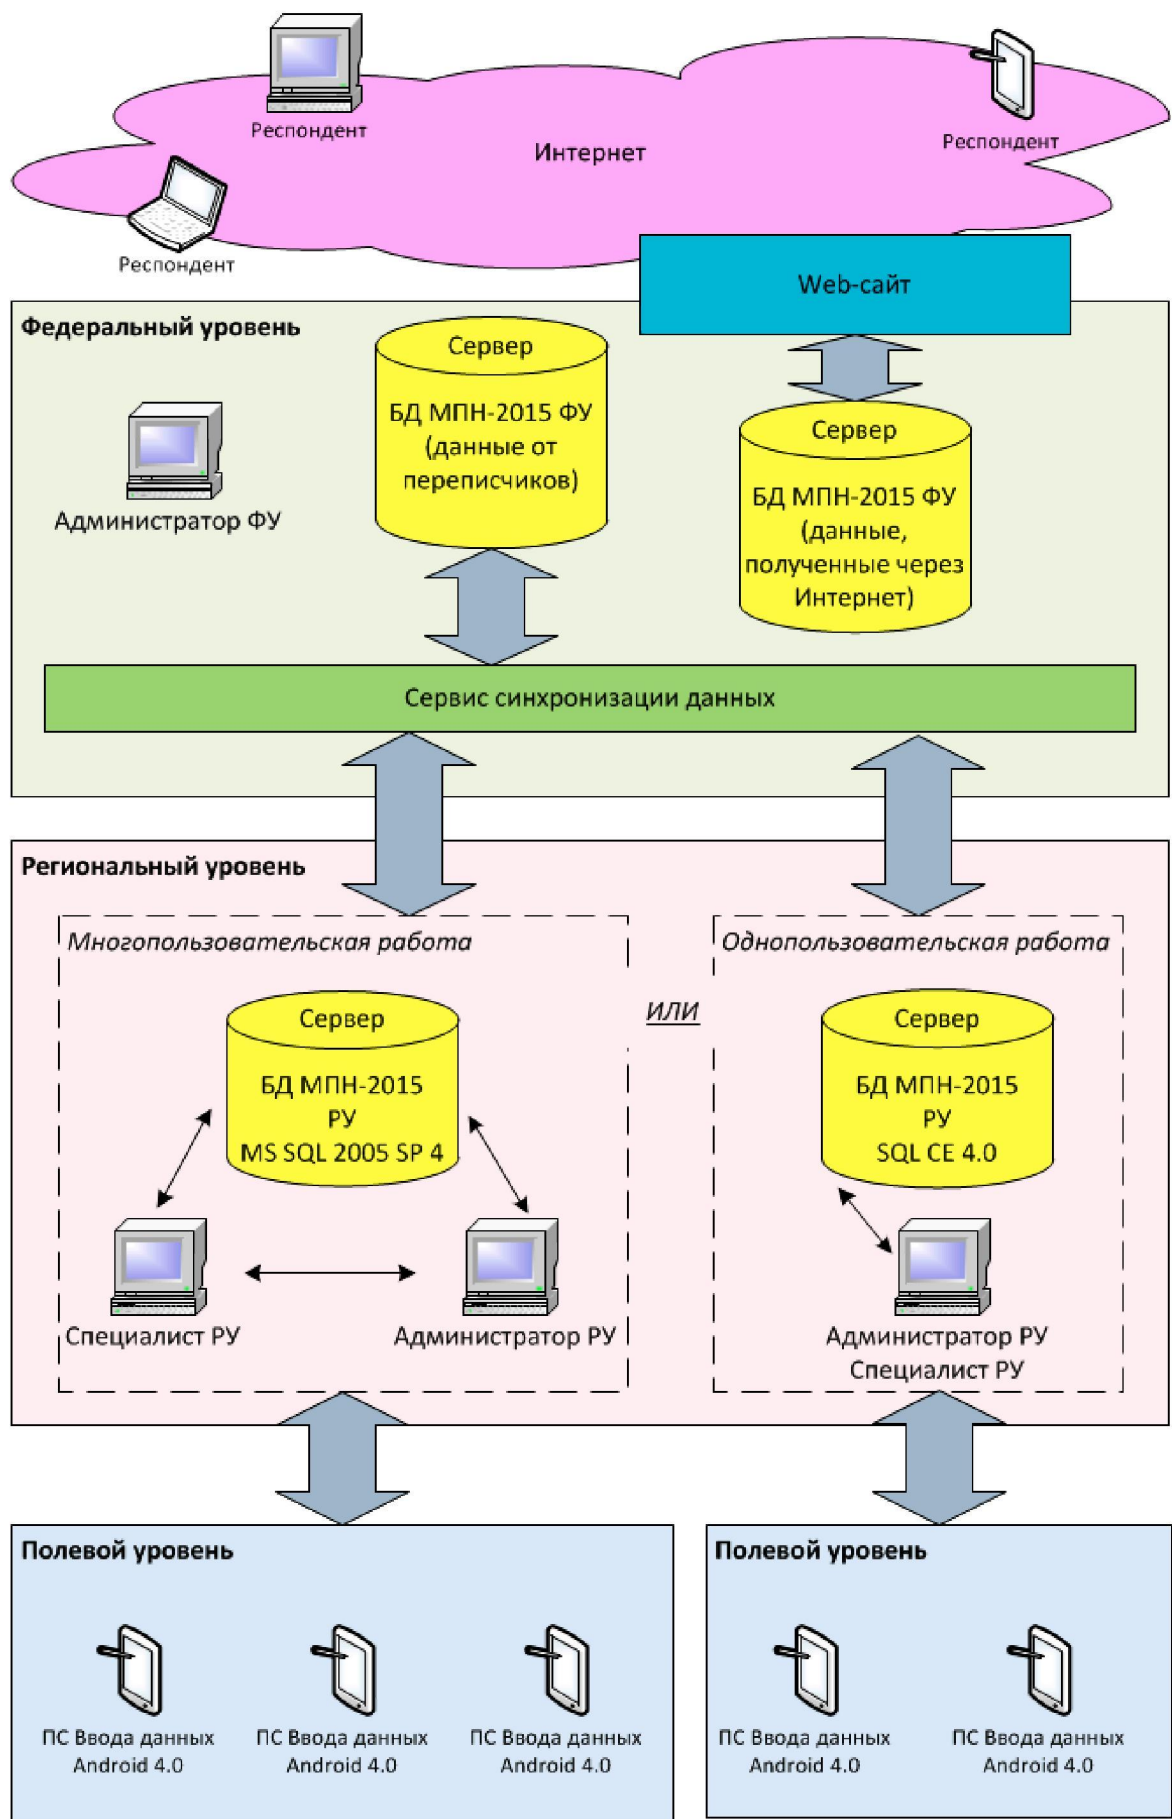 Респондент
Интернет
Респондент
Респондент
Web-сайт
Федеральный уровень
Сервер
БД МПН-2015 ФУ
(данные от
переписчиков)
Сервер
БД МПН-2015 ФУ
(данные,
полученные через
Интернет)
Администратор ФУ
Сервис синхронизации данных
Региональный уровень
Многопользовательская работа
Сервер
БД МПН-2015
РУ
MS SQL 2005 SP 4
Специалист РУ
Администратор РУ
ИЛИ
Однопользовательская работа
Сервер
БД МПН-2015
РУ
SQL CE 4.0
Администратор РУ
Специалист РУ
Полевой уровень
ПС Ввода данных
Android 4.0
ПС Ввода данных
Android 4.0
ПС Ввода данных
Android 4.0
Полевой уровень
ПС Ввода данных
Android 4.0
ПС Ввода данных
Android 4.0